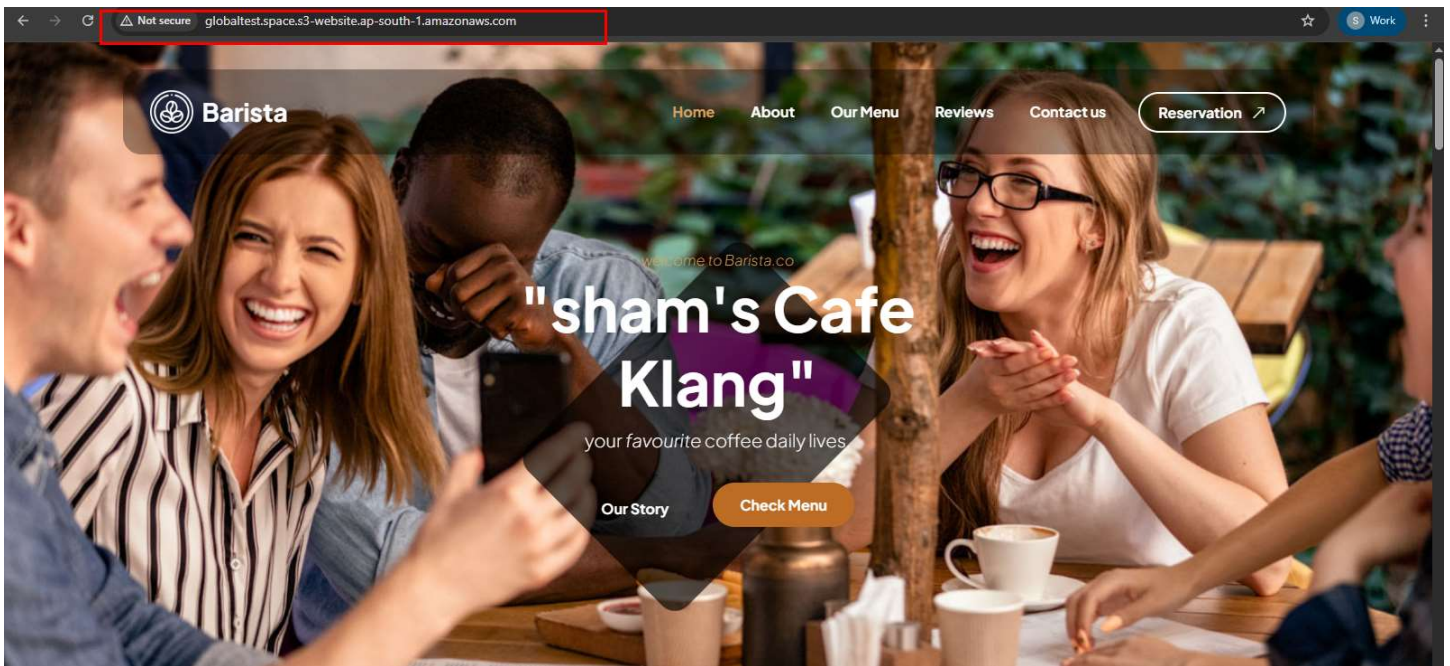 Not secure globaltest.space.s3-website.ap-south-1.amazonaws.com S Work
Barista Home About Our Menu Reviews Contact us Reservation
welcome to Barista.co
"sham's Cafe
Klang"
your favourite coffee daily lives
Our Story Check Menu